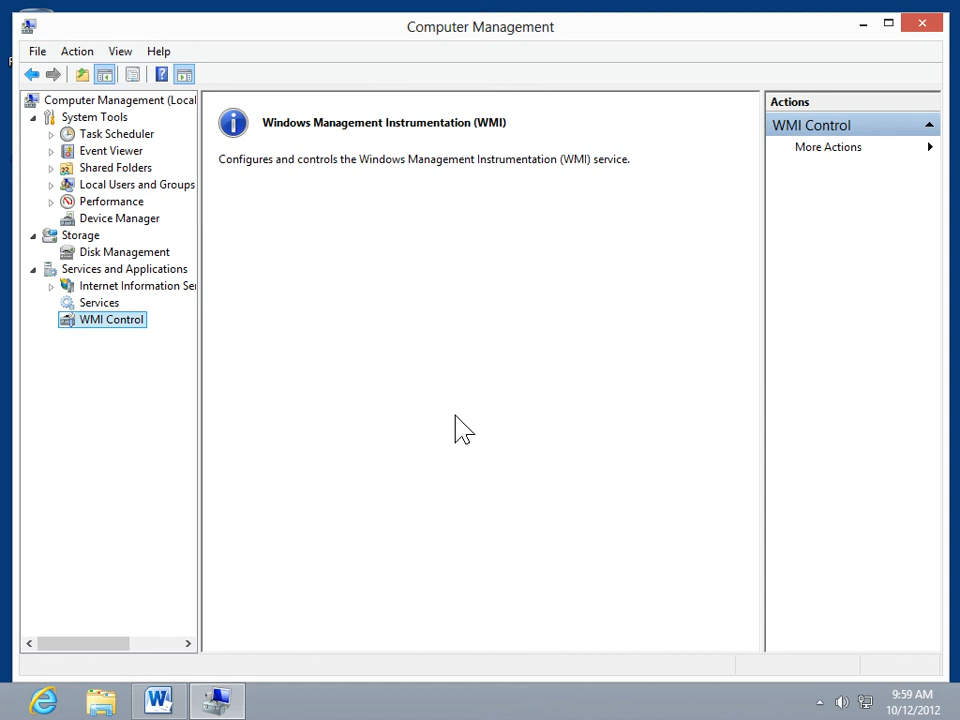 Computer Management
File Action View Help
Computer Management (Local
System Tools
Task Scheduler
Event Viewer
Shared Folders
Local Users and Groups
Performance
Device Manager
Storage
Disk Management
Services and Applications
Internet Information Ser
Services
WMI Control
Windows Management Instrumentation (WMI)
Configures and controls the Windows Management Instrumentation (WMI) service.
Actions
WMI Control
More Actions
9:59 AM
10/12/2012